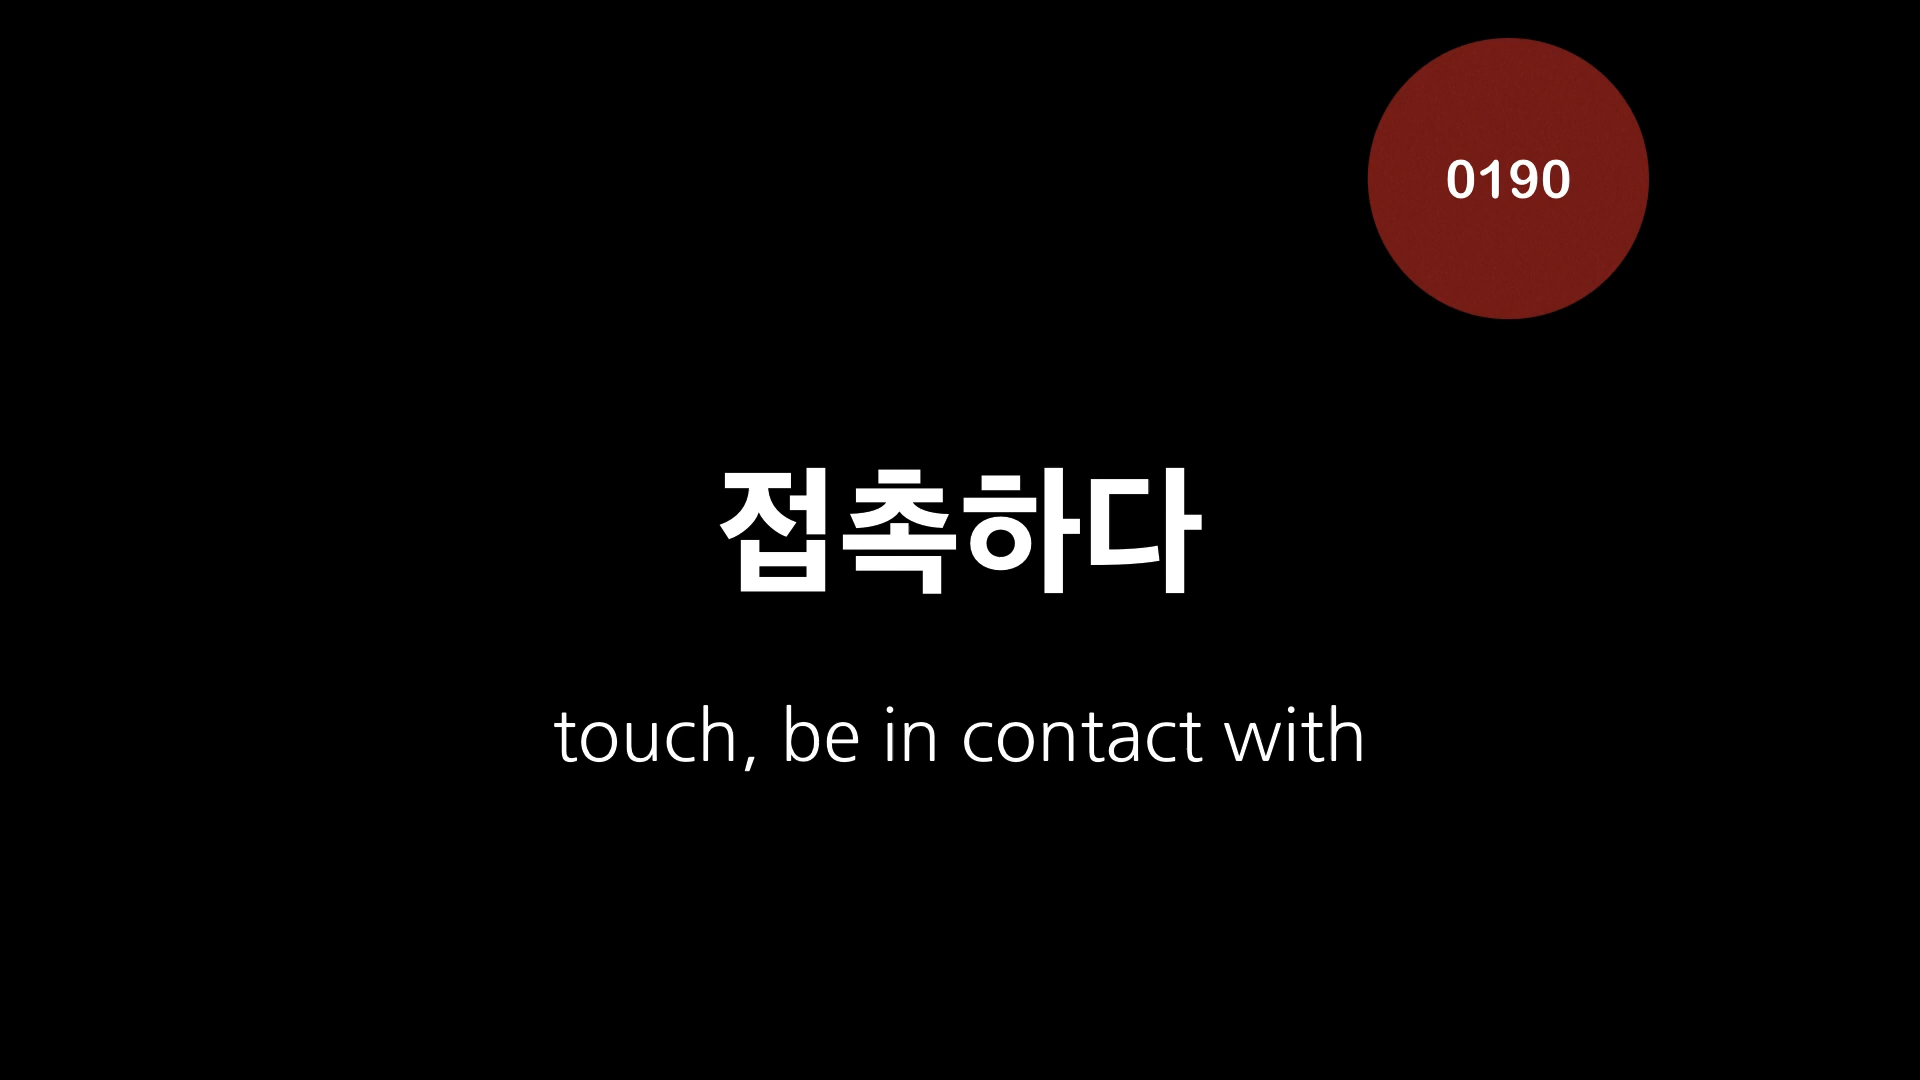 0190
접촉하다
touch, be in contact with